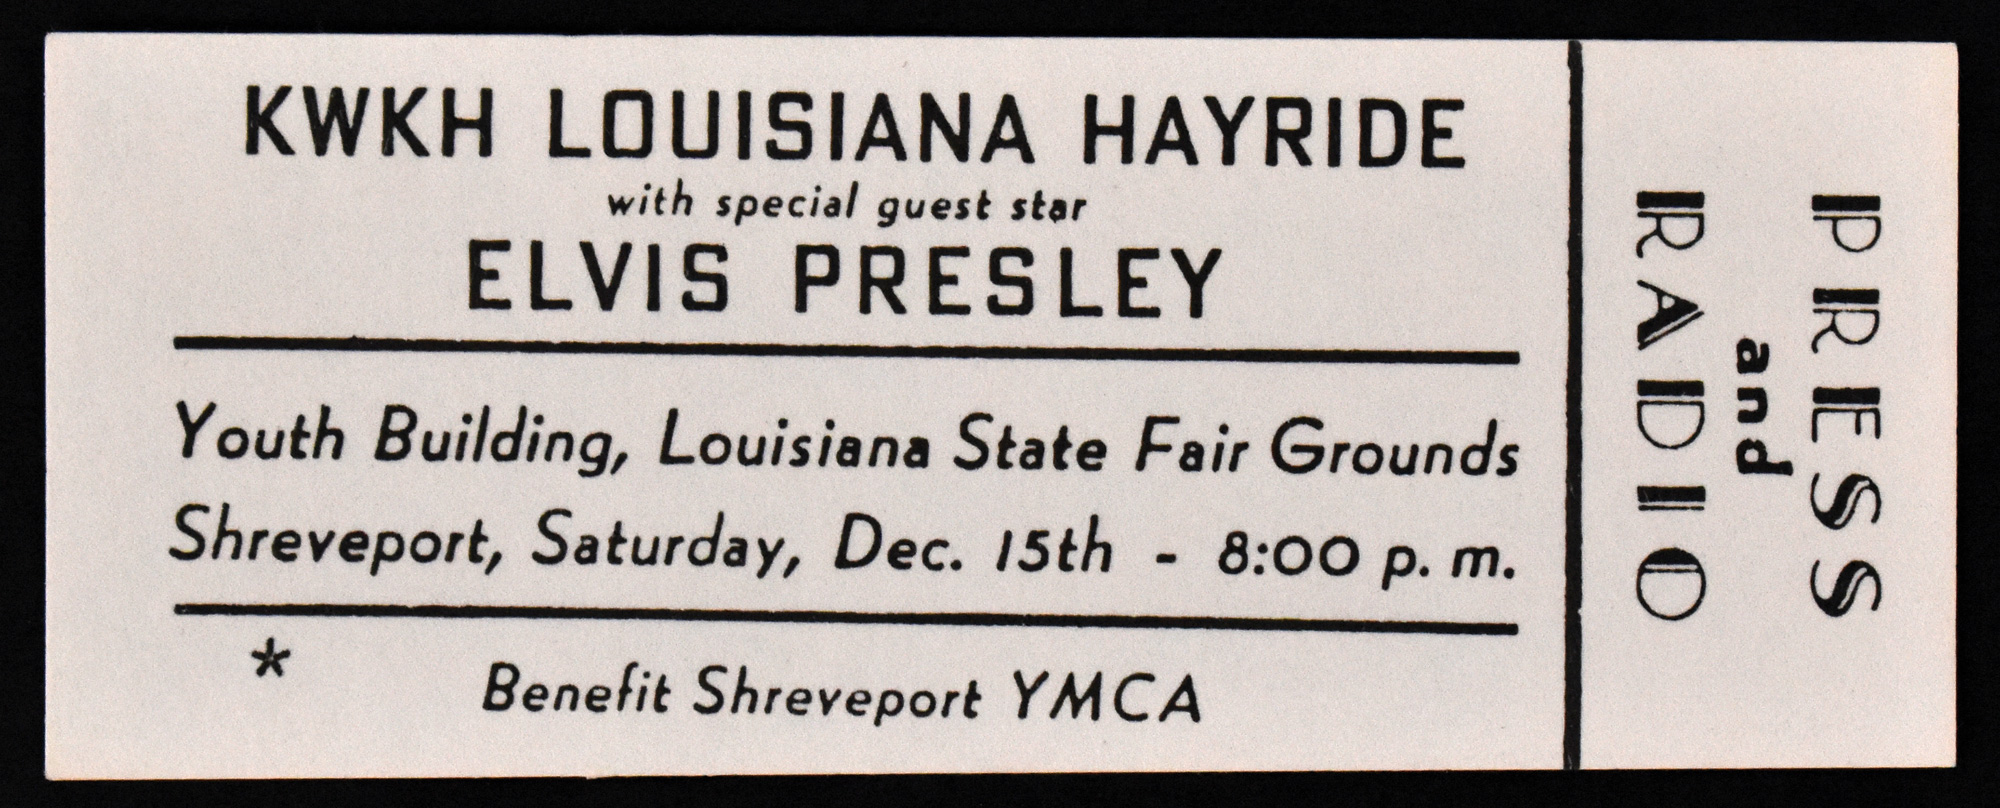 KWKH LOUISIANA HAYRIDE
with special guest star
ELVIS PRESLEY
Youth Building, Louisiana State Fair Grounds
Shreveport, Saturday, Dec. 15th - 8:00 p. m.
* Benefit Shreveport YMCA
PRESS
and
RADIO